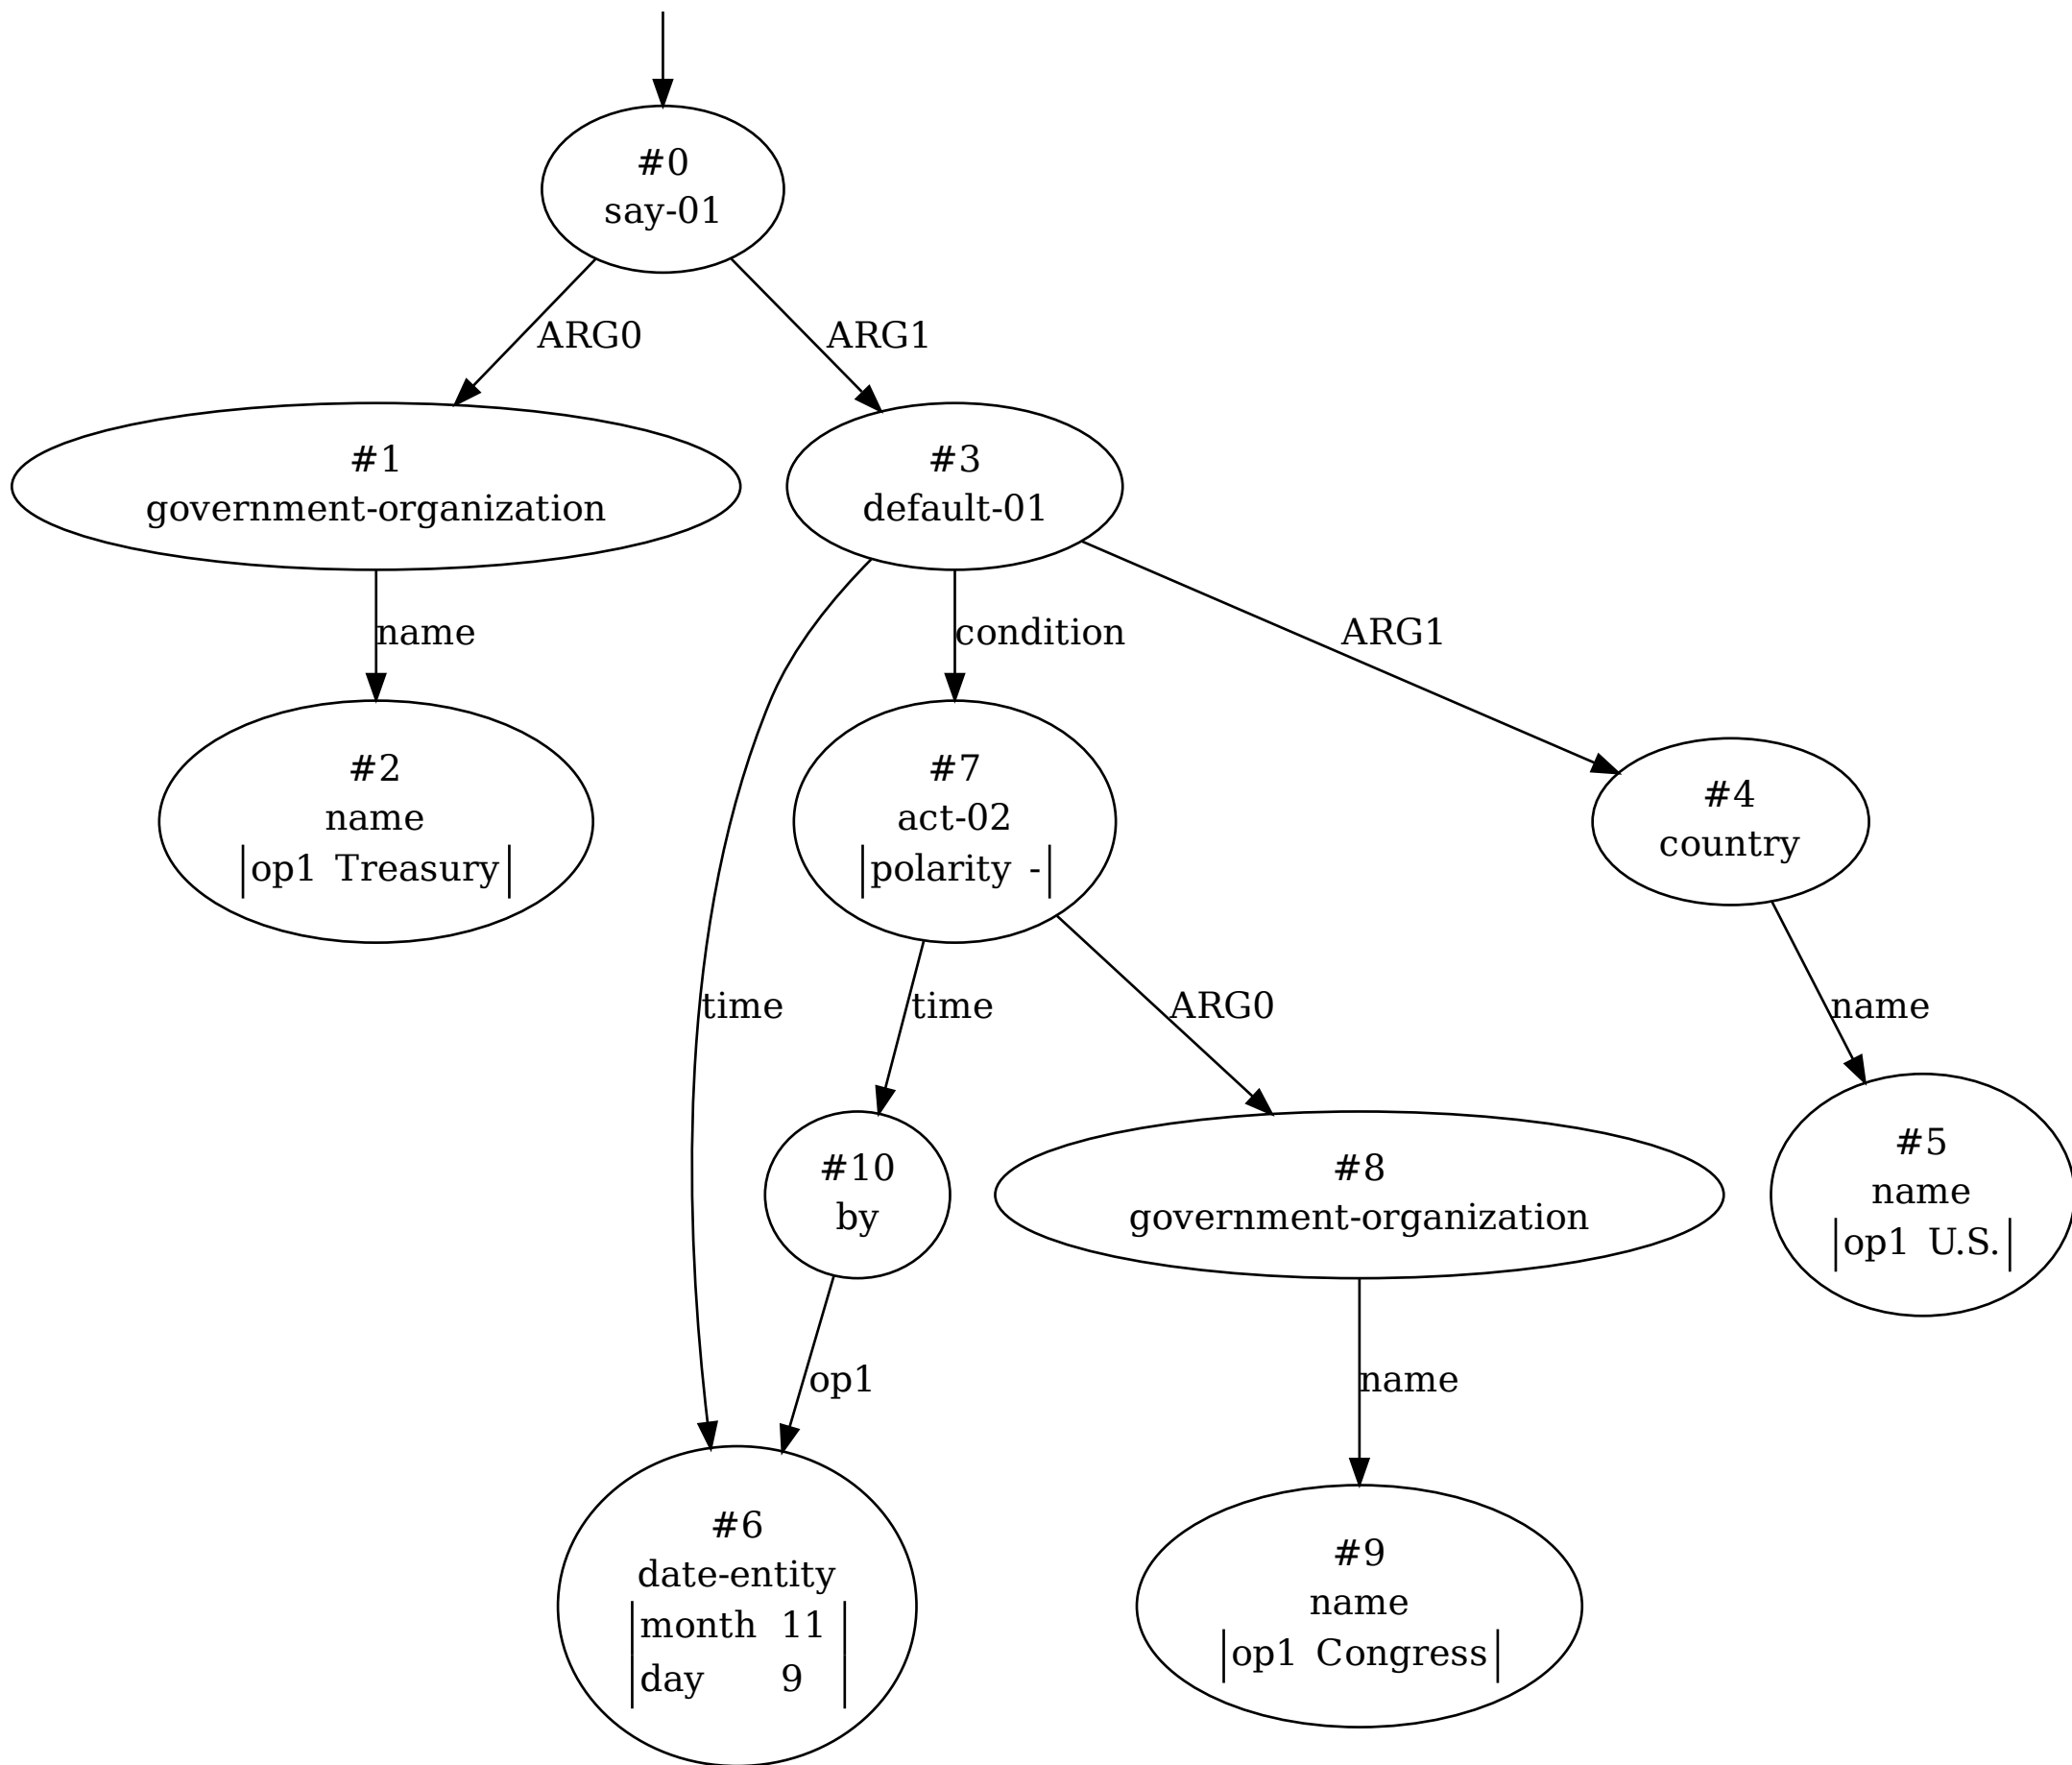 #0
say-01
ARG0
ARG1
#1
government-organization
#3
default-01
name
condition
ARG1
#2
name
op1 Treasury
#7
act-02
polarity -
#4
country
time
time
ARG0
name
#10
by
#8
government-organization
#5
name
op1 U.S.
op1
name
#6
date-entity
month 11
day 9
#9
name
op1 Congress